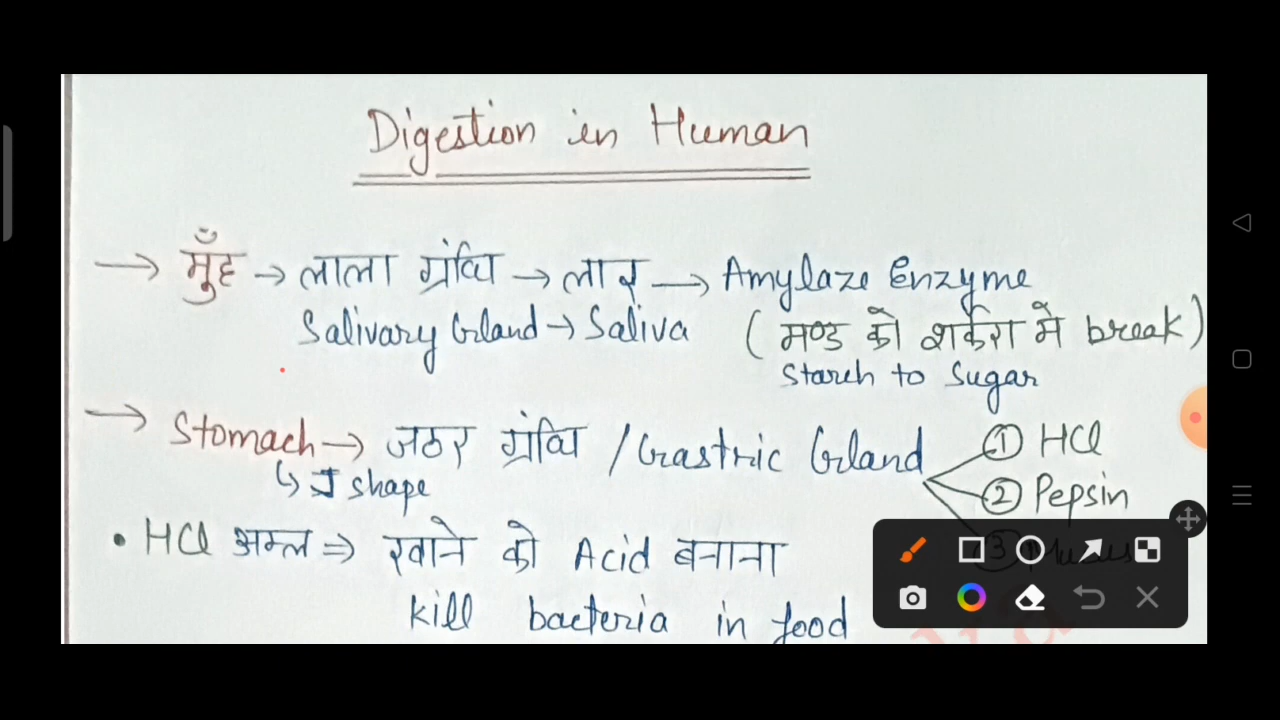 Digestion in Human
→ मुँह → लाला ग्रंथि → लार → Amylaze Enzyme
Salivary Gland → Saliva (मण्ड को शर्करा में break)
Starch to Sugar
→ Stomach → जठर ग्रंथि / Gastric Gland
① HCl
② Pepsin
③
↳ J shape
• HCl अम्ल ⇒ खाने को Acid बनाना
kill bacteria in food